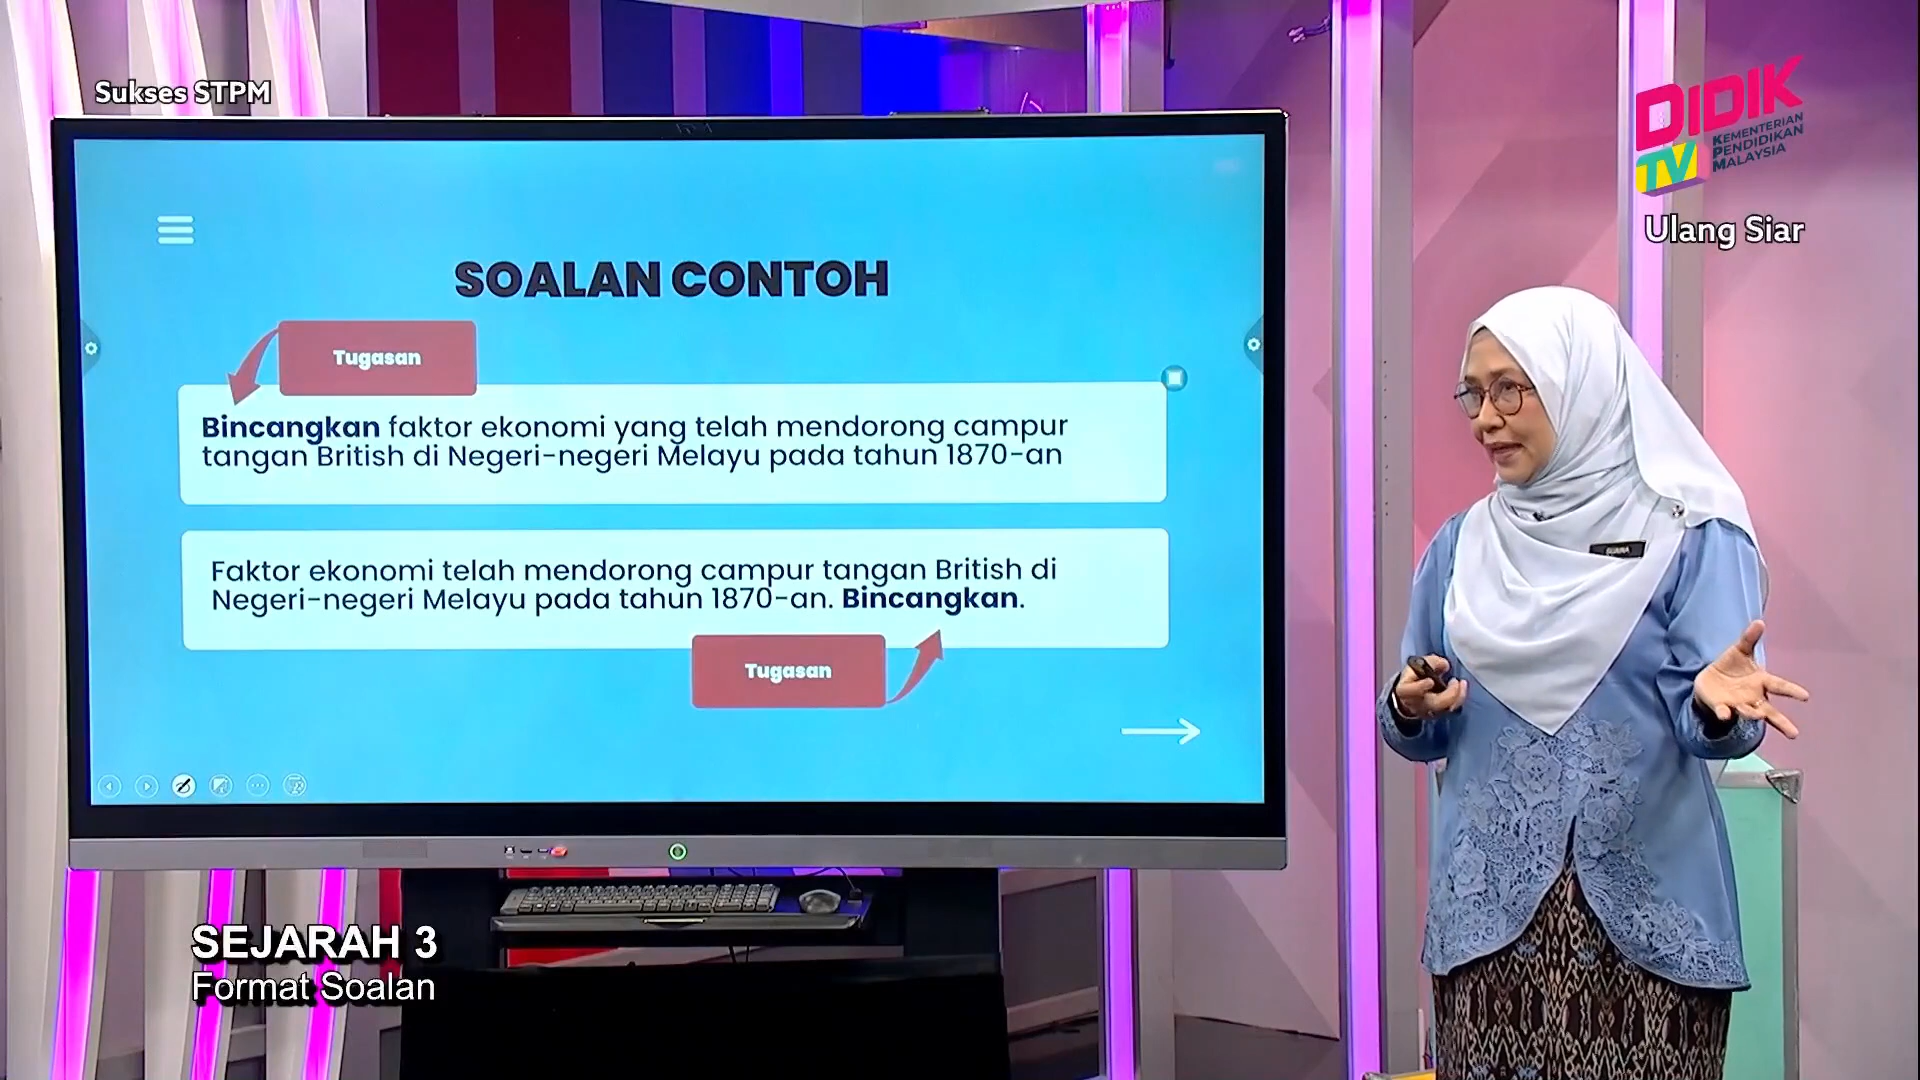 Sukses STPM
DIDIK
TV
KEMENTERIAN
PENDIDIKAN
MALAYSIA
Ulang Siar
SOALAN CONTOH
Tugasan
Bincangkan faktor ekonomi yang telah mendorong campur
tangan British di Negeri-negeri Melayu pada tahun 1870-an
Faktor ekonomi telah mendorong campur tangan British di
Negeri-negeri Melayu pada tahun 1870-an. Bincangkan.
Tugasan
SEJARAH 3
Format Soalan